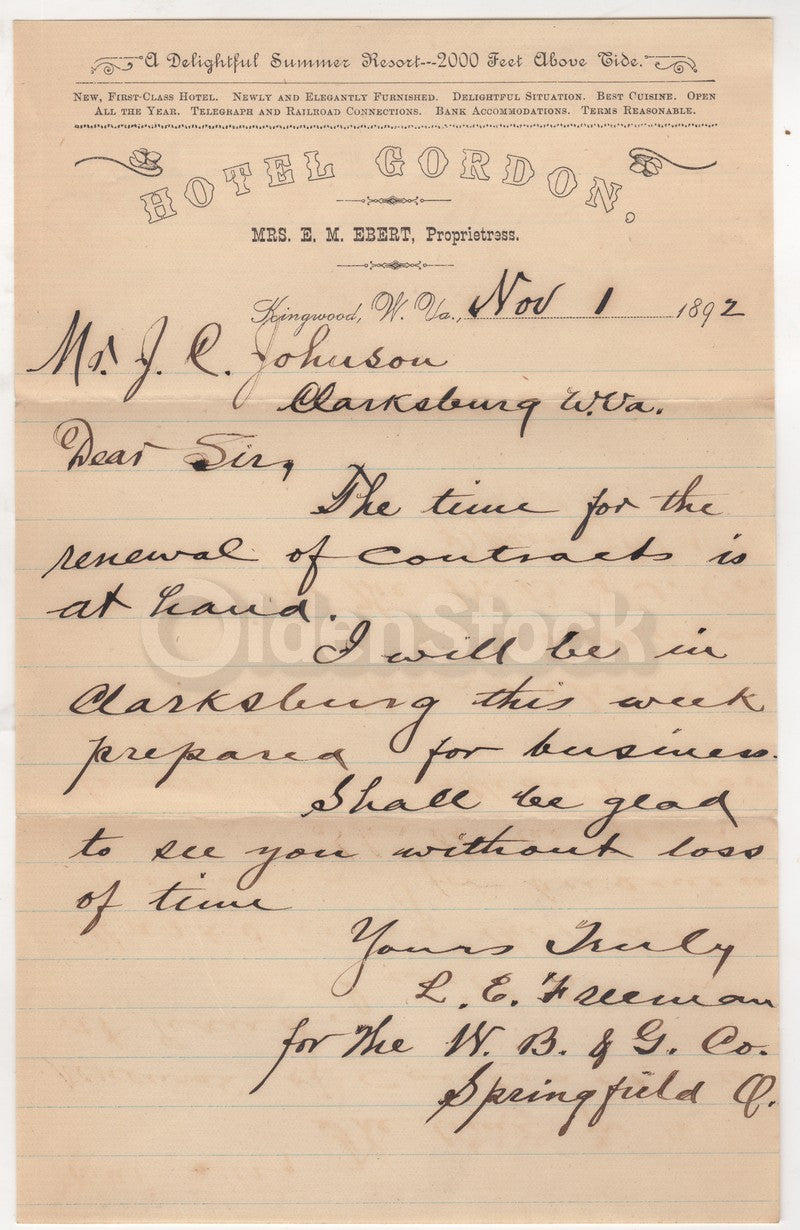 A Delightful Summer Resort---2000 Feet Above Tide.
New, First-Class Hotel. Newly and Elegantly Furnished. Delightful Situation. Best Cuisine. Open
All the Year. Telegraph and Railroad Connections. Bank Accommodations. Terms Reasonable.
HOTEL GORDON,
MRS. E. M. EBERT, Proprietress.
Kingwood, W. Va., Nov 1 1892
Mr. J. C. Johnson
Clarksburg W.Va.
Dear Sir,
The time for the
renewal of contracts is
at hand.
OldenStock
I will be in
Clarksburg this week
prepared for business.
Shall be glad
to see you without loss
of time
Yours Truly
L. E. Freeman
for the W. B. & G. Co.
Springfield O.